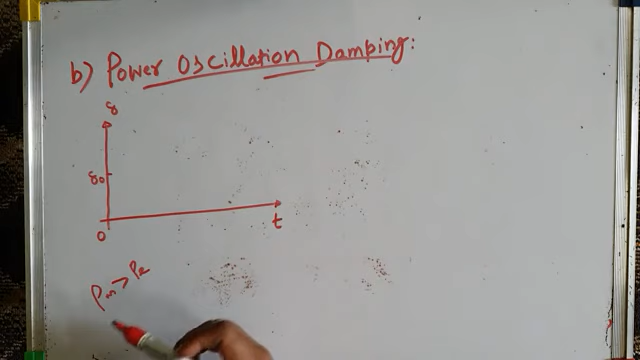 b) Power Oscillation Damping:
δ
δ₀
0
t
Pm > Pe